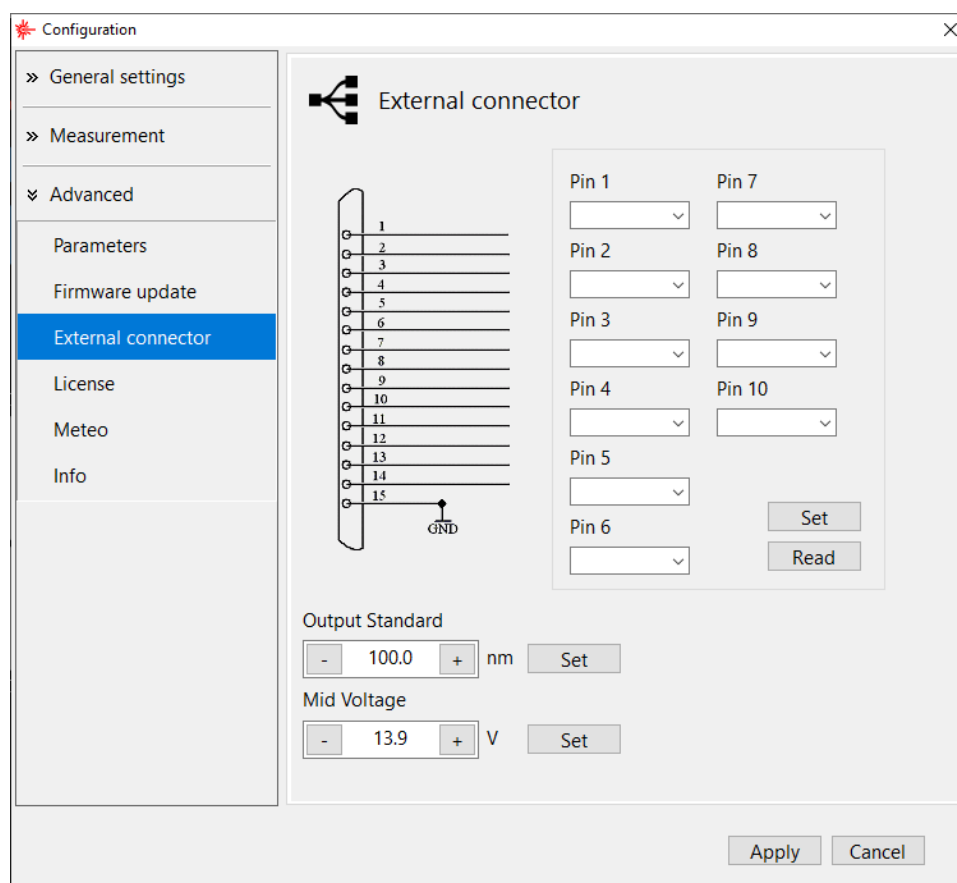 Configuration
» General settings
» Measurement
Advanced
Parameters
Firmware update
External connector
License
Meteo
Info
External connector
1
2
3
4
5
6
7
8
9
10
11
12
13
14
15
GND
Pin 1 Pin 7
Pin 2 Pin 8
Pin 3 Pin 9
Pin 4 Pin 10
Pin 5
Pin 6
Set
Read
Output Standard
- 100.0 + nm Set
Mid Voltage
- 13.9 + V Set
Apply Cancel